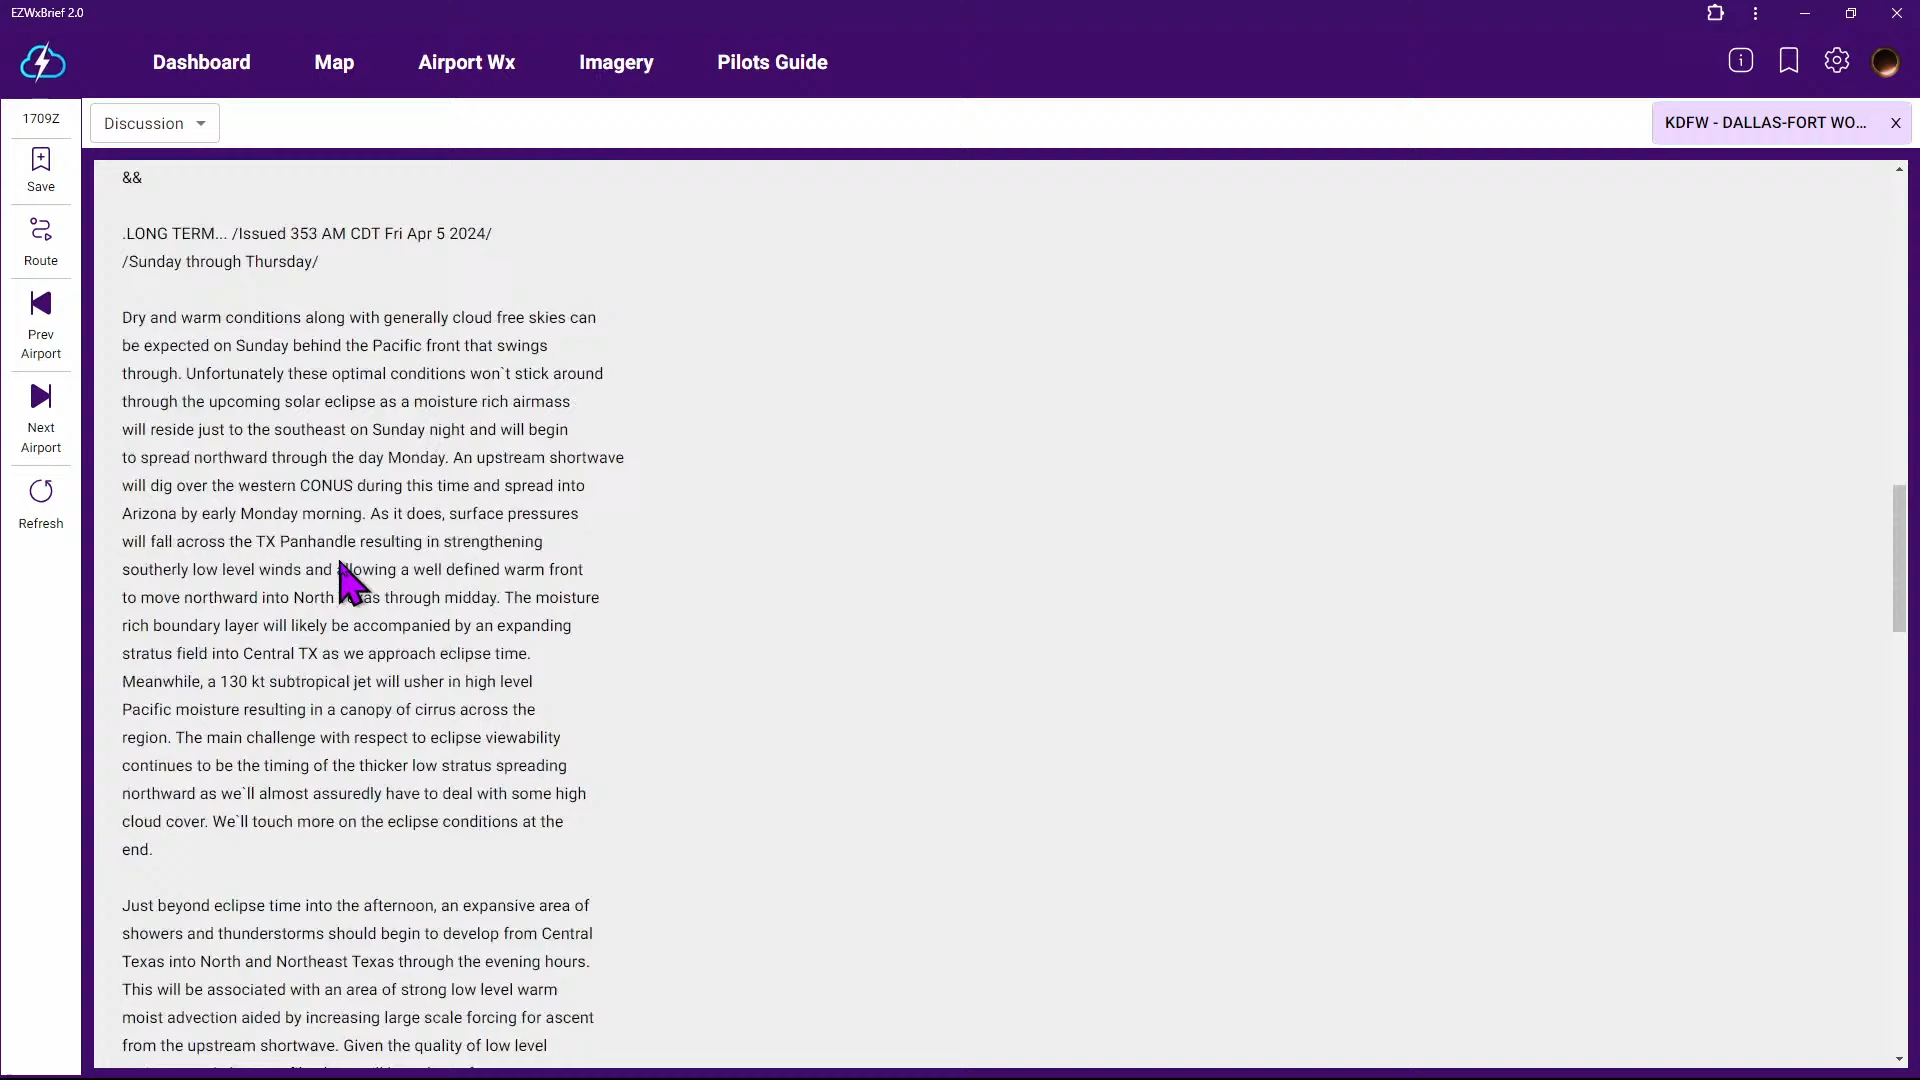 EZWxBrief 2.0
Dashboard
Map
Airport Wx
Imagery
Pilots Guide
1709Z
Save
Route
Prev
Airport
Next
Airport
Refresh
Discussion
KDFW - DALLAS-FORT WO... X
&&
.LONG TERM... /Issued 353 AM CDT Fri Apr 5 2024/
/Sunday through Thursday/
Dry and warm conditions along with generally cloud free skies can
be expected on Sunday behind the Pacific front that swings
through. Unfortunately these optimal conditions won`t stick around
through the upcoming solar eclipse as a moisture rich airmass
will reside just to the southeast on Sunday night and will begin
to spread northward through the day Monday. An upstream shortwave
will dig over the western CONUS during this time and spread into
Arizona by early Monday morning. As it does, surface pressures
will fall across the TX Panhandle resulting in strengthening
southerly low level winds and allowing a well defined warm front
to move northward into North Texas through midday. The moisture
rich boundary layer will likely be accompanied by an expanding
stratus field into Central TX as we approach eclipse time.
Meanwhile, a 130 kt subtropical jet will usher in high level
Pacific moisture resulting in a canopy of cirrus across the
region. The main challenge with respect to eclipse viewability
continues to be the timing of the thicker low stratus spreading
northward as we`ll almost assuredly have to deal with some high
cloud cover. We`ll touch more on the eclipse conditions at the
end.
Just beyond eclipse time into the afternoon, an expansive area of
showers and thunderstorms should begin to develop from Central
Texas into North and Northeast Texas through the evening hours.
This will be associated with an area of strong low level warm
moist advection aided by increasing large scale forcing for ascent
from the upstream shortwave. Given the quality of low level